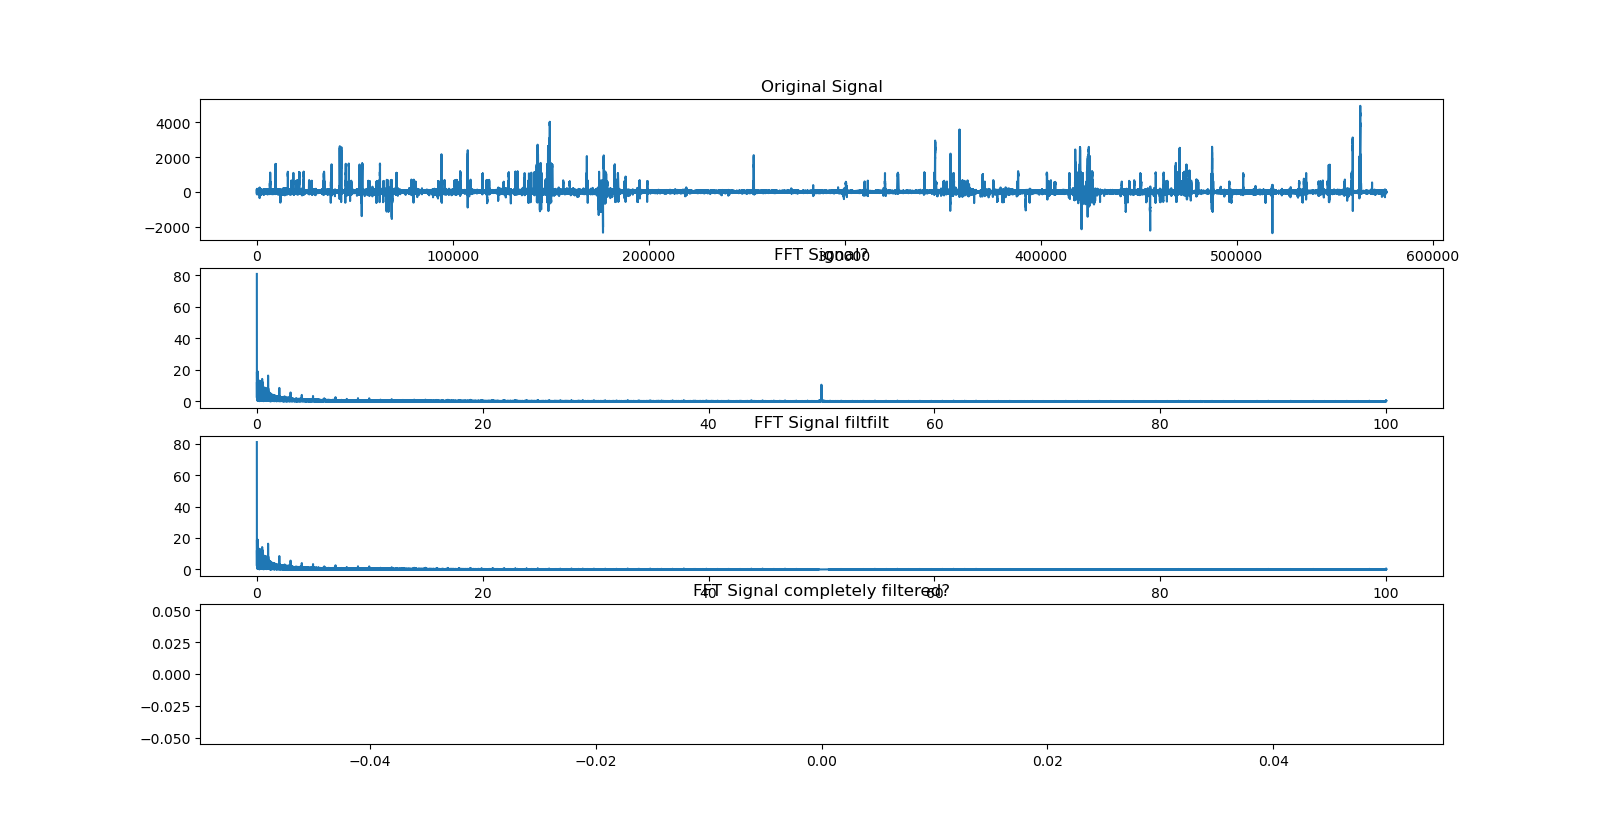 Original Signal
4000
2000
0
−2000
0 100000 200000 300000 400000 500000 600000
FFT Signal?
80
60
40
20
0
0 20 40 60 80 100
FFT Signal filtfilt
80
60
40
20
0
0 20 40 60 80 100
FFT Signal completely filtered?
0.050
0.025
0.000
−0.025
−0.050
−0.04 −0.02 0.00 0.02 0.04